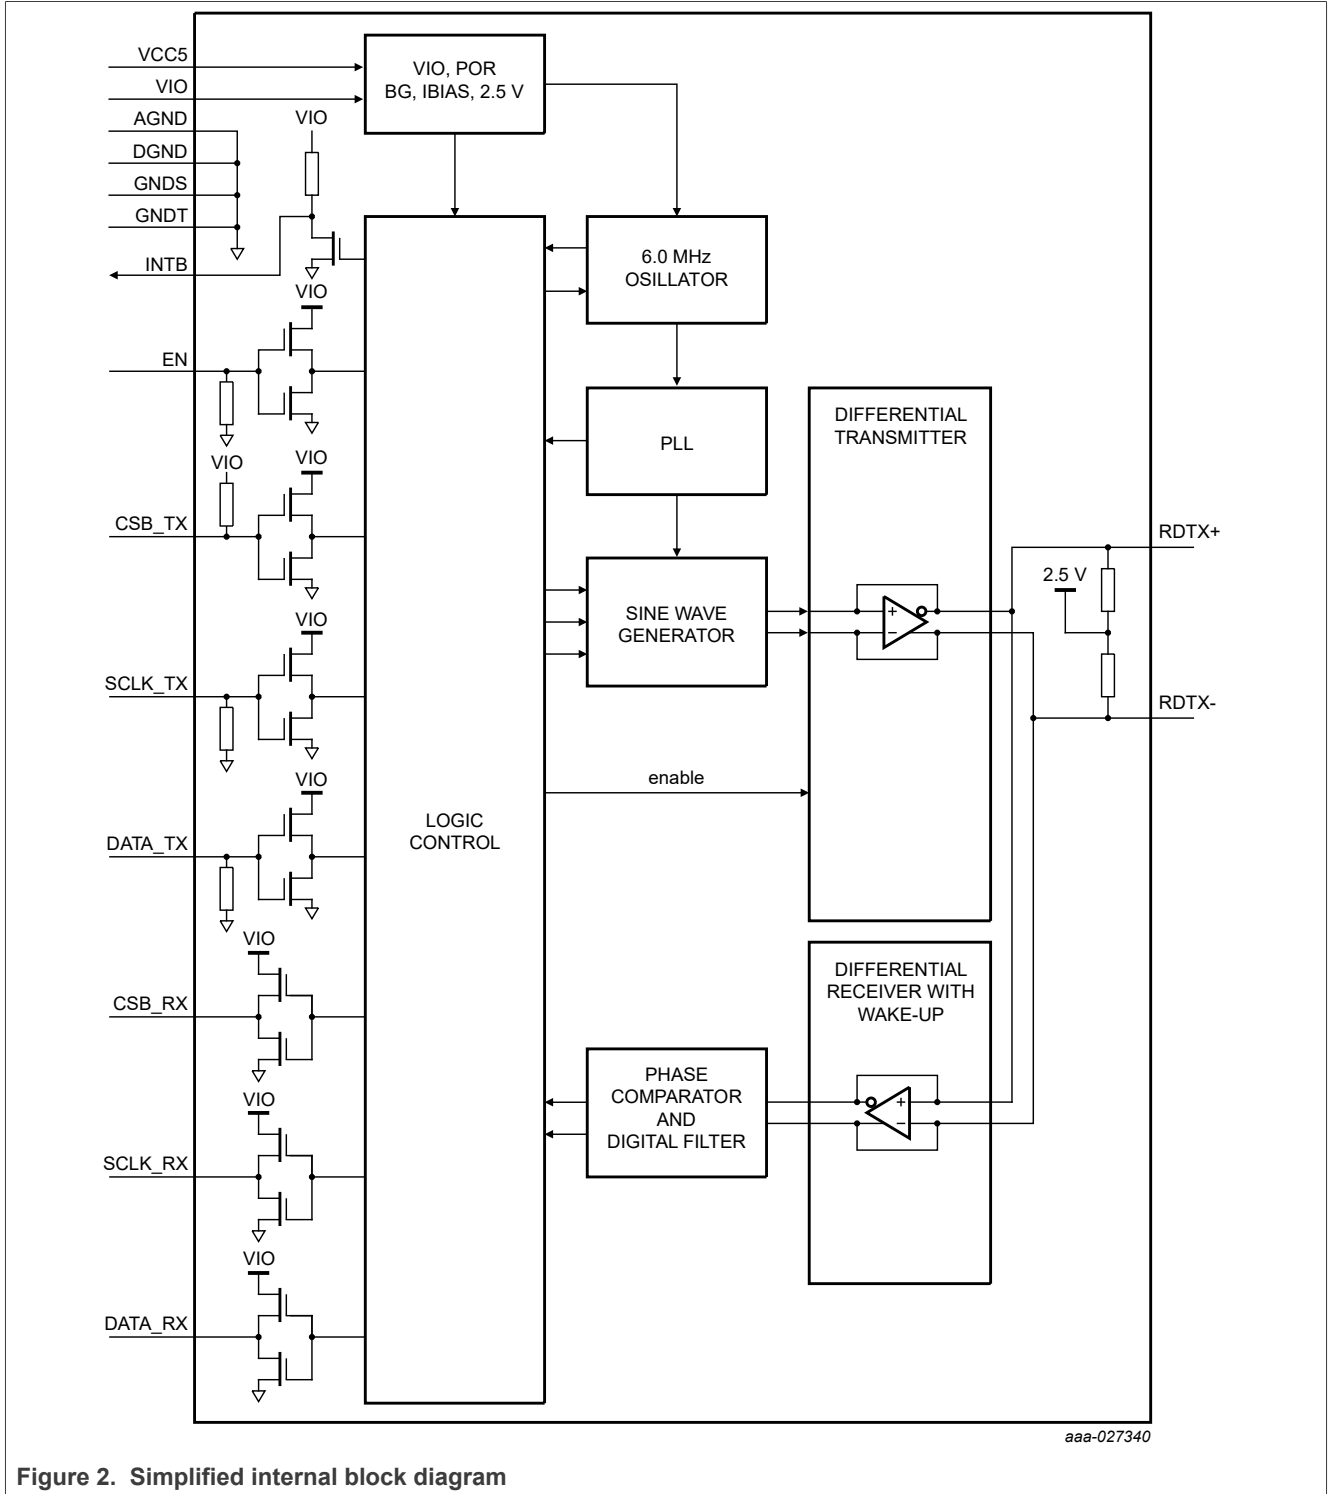 VCC5
VIO
AGND
DGND
GNDS
GNDT
INTB
VIO, POR
BG, IBIAS, 2.5 V
VIO
6.0 MHz
OSILLATOR
VIO
EN
PLL
DIFFERENTIAL
TRANSMITTER
VIO
VIO
CSB_TX
RDTX+
2.5 V
SINE WAVE
GENERATOR
+
−
VIO
SCLK_TX
RDTX-
enable
VIO
DATA_TX
LOGIC
CONTROL
VIO
CSB_RX
DIFFERENTIAL
RECEIVER WITH
WAKE-UP
PHASE
COMPARATOR
AND
DIGITAL FILTER
+
−
VIO
SCLK_RX
VIO
DATA_RX
aaa-027340
Figure 2. Simplified internal block diagram